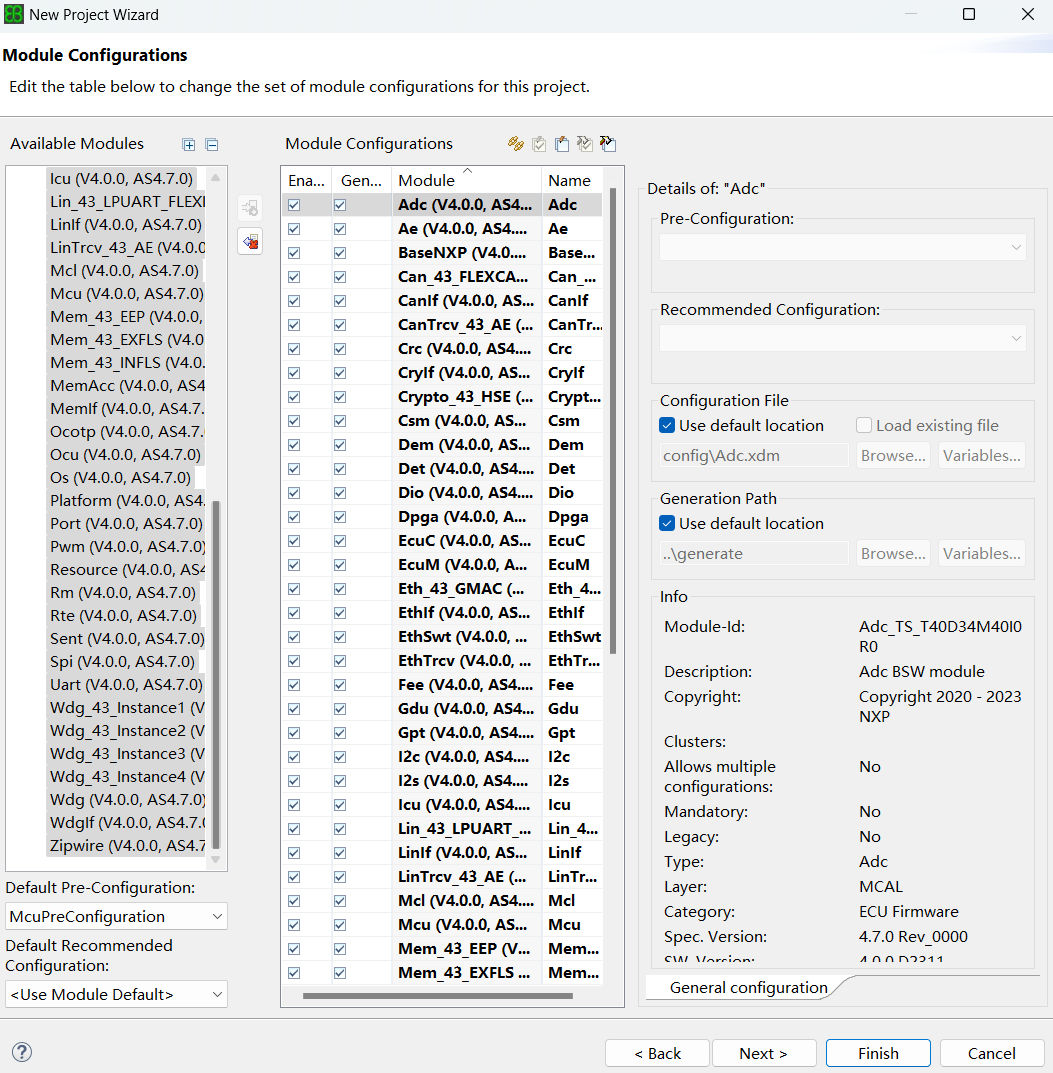 New Project Wizard
Module Configurations
Edit the table below to change the set of module configurations for this project.
Available Modules
Icu (V4.0.0, AS4.7.0)
Lin_43_LPUART_FLEXI
LinIf (V4.0.0, AS4.7.0)
LinTrcv_43_AE (V4.0.0
Mcl (V4.0.0, AS4.7.0)
Mcu (V4.0.0, AS4.7.0)
Mem_43_EEP (V4.0.0,
Mem_43_EXFLS (V4.0
Mem_43_INFLS (V4.0.
MemAcc (V4.0.0, AS4
MemIf (V4.0.0, AS4.7.
Ocotp (V4.0.0, AS4.7.
Ocu (V4.0.0, AS4.7.0)
Os (V4.0.0, AS4.7.0)
Platform (V4.0.0, AS4.
Port (V4.0.0, AS4.7.0)
Pwm (V4.0.0, AS4.7.0)
Resource (V4.0.0, AS4
Rm (V4.0.0, AS4.7.0)
Rte (V4.0.0, AS4.7.0)
Sent (V4.0.0, AS4.7.0)
Spi (V4.0.0, AS4.7.0)
Uart (V4.0.0, AS4.7.0)
Wdg_43_Instance1 (V
Wdg_43_Instance2 (V
Wdg_43_Instance3 (V
Wdg_43_Instance4 (V
Wdg (V4.0.0, AS4.7.0)
WdgIf (V4.0.0, AS4.7.0
Zipwire (V4.0.0, AS4.7
Default Pre-Configuration:
McuPreConfiguration
Default Recommended
Configuration:
<Use Module Default>
Module Configurations
Ena... Gen... Module Name
Adc (V4.0.0, AS4.... Adc
Ae (V4.0.0, AS4.... Ae
BaseNXP (V4.0.... Base...
Can_43_FLEXCA... Can_...
CanIf (V4.0.0, AS... CanIf
CanTrcv_43_AE (... CanTr...
Crc (V4.0.0, AS4.... Crc
CryIf (V4.0.0, AS... CryIf
Crypto_43_HSE (... Crypt...
Csm (V4.0.0, AS... Csm
Dem (V4.0.0, AS... Dem
Det (V4.0.0, AS4.... Det
Dio (V4.0.0, AS4.... Dio
Dpga (V4.0.0, A... Dpga
EcuC (V4.0.0, AS... EcuC
EcuM (V4.0.0, A... EcuM
Eth_43_GMAC (... Eth_4...
EthIf (V4.0.0, AS... EthIf
EthSwt (V4.0.0, ... EthSwt
EthTrcv (V4.0.0, ... EthTr...
Fee (V4.0.0, AS4.... Fee
Gdu (V4.0.0, AS4... Gdu
Gpt (V4.0.0, AS4... Gpt
I2c (V4.0.0, AS4.... I2c
I2s (V4.0.0, AS4.... I2s
Icu (V4.0.0, AS4.... Icu
Lin_43_LPUART_... Lin_4...
LinIf (V4.0.0, AS... LinIf
LinTrcv_43_AE (... LinTr...
Mcl (V4.0.0, AS4.... Mcl
Mcu (V4.0.0, AS... Mcu
Mem_43_EEP (V... Mem...
Mem_43_EXFLS ... Mem...
Details of: "Adc"
Pre-Configuration:
Recommended Configuration:
Configuration File
Use default location Load existing file
config\Adc.xdm Browse... Variables...
Generation Path
Use default location
..\generate Browse... Variables...
Info
Module-Id: Adc_TS_T40D34M40I0
R0
Description: Adc BSW module
Copyright: Copyright 2020 - 2023
NXP
Clusters:
Allows multiple No
configurations:
Mandatory: No
Legacy: No
Type: Adc
Layer: MCAL
Category: ECU Firmware
Spec. Version: 4.7.0 Rev_0000
SW. Version: 4.0.0 D2311
General configuration
< Back Next > Finish Cancel